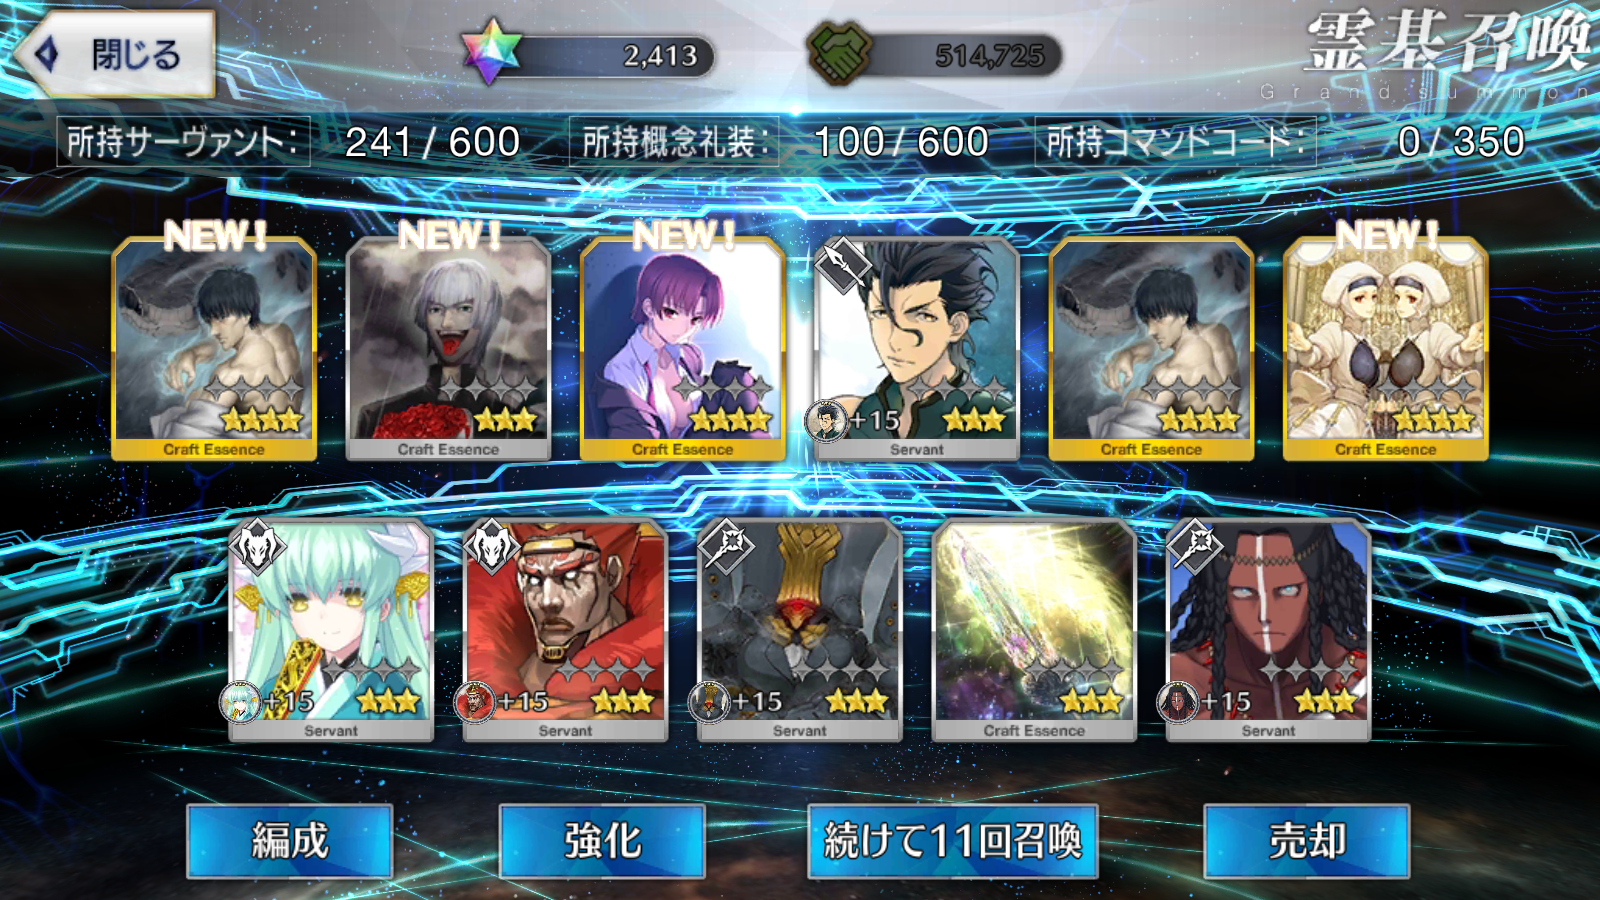 閉じる
2,413
514,725
霊基召喚
Grand summon
所持サーヴァント: 241 / 600
所持概念礼装: 100 / 600
所持コマンドコード: 0 / 350
NEW! NEW! NEW! NEW!
+15
Craft Essence Craft Essence Craft Essence Servant Craft Essence Craft Essence
+15 +15 +15 +15
Servant Servant Servant Craft Essence Servant
編成 強化 続けて11回召喚 売却